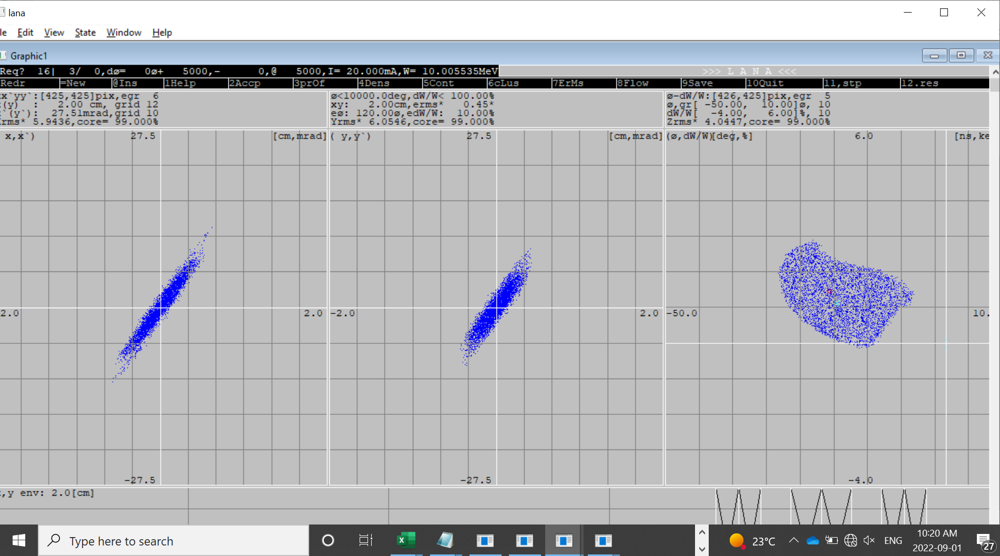 lana
le Edit View State Window Help
Graphic1
Req? 16| 3/ 0,dø= 0ø+ 5000,- 0,@ 5000,I= 20.000mA,W= 10.005535MeV >>> L A N A <<<
Redr =New @Ins 1Help 2Accp 3prOf 4Dens 5Cont 6cLus 7ErMs 8Flow 9Save 10Quit 11,stp 12.res
x`yy`:[425,425]pix,egr 6
(y) : 2.00 cm, grid 12
`(y`): 27.51mrad,grid 10
rms* 5.9436,core= 99.000%
ø<10000.0deg,dW/W< 100.00%
xy: 2.00cm,erms* 0.45*
eø: 120.00ø,edW/W: 10.00%
Yrms* 6.0546,core= 99.000%
ø-dW/W:[426,425]pix,egr 5
ø,gr[ -50.00, 10.00]ø, 10
dW/W[ -4.00, 6.00]%, 10
Zrms* 4.0447,core= 99.000%
x,x`) 27.5 [cm,mrad]
( y,y`) 27.5 [cm,mrad]
(ø,dW/W)[deg,%] 6.0 [ns,ke
2.0 2.0
-2.0 2.0
-50.0 10.
-27.5
-27.5
-4.0
,y env: 2.0[cm]
Type here to search
23°C
ENG
10:20 AM
2022-09-01
27